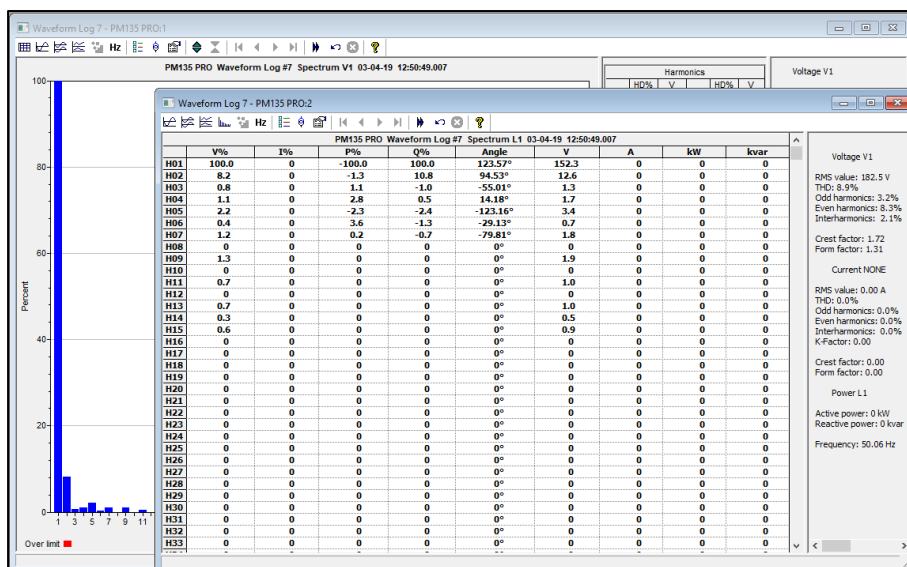 Waveform Log 7 - PM135 PRO:1
Hz
PM135 PRO Waveform Log #7 Spectrum V1 03-04-19 12:50:49.007
Harmonics
HD% V HD% V
Voltage V1
100
80
60
40
20
0
Percent
1 3 5 7 9 11
Over limit
Waveform Log 7 - PM135 PRO:2
Hz
PM135 PRO Waveform Log #7 Spectrum L1 03-04-19 12:50:49.007
V% I% P% Q% Angle V A kW kvar
H01 100.0 0 -100.0 100.0 123.57° 152.3 0 0 0
H02 8.2 0 -1.3 10.8 94.53° 12.6 0 0 0
H03 0.8 0 1.1 -1.0 -55.01° 1.3 0 0 0
H04 1.1 0 2.8 0.5 14.18° 1.7 0 0 0
H05 2.2 0 -2.3 -2.4 -123.16° 3.4 0 0 0
H06 0.4 0 3.6 -1.3 -29.13° 0.7 0 0 0
H07 1.2 0 0.2 -0.7 -79.81° 1.8 0 0 0
H08 0 0 0 0 0° 0 0 0 0
H09 1.3 0 0 0 0° 1.9 0 0 0
H10 0 0 0 0 0° 0 0 0 0
H11 0.7 0 0 0 0° 1.0 0 0 0
H12 0 0 0 0 0° 0 0 0 0
H13 0.7 0 0 0 0° 1.0 0 0 0
H14 0.3 0 0 0 0° 0.5 0 0 0
H15 0.6 0 0 0 0° 0.9 0 0 0
H16 0 0 0 0 0° 0 0 0 0
H17 0 0 0 0 0° 0 0 0 0
H18 0 0 0 0 0° 0 0 0 0
H19 0 0 0 0 0° 0 0 0 0
H20 0 0 0 0 0° 0 0 0 0
H21 0 0 0 0 0° 0 0 0 0
H22 0 0 0 0 0° 0 0 0 0
H23 0 0 0 0 0° 0 0 0 0
H24 0 0 0 0 0° 0 0 0 0
H25 0 0 0 0 0° 0 0 0 0
H26 0 0 0 0 0° 0 0 0 0
H27 0 0 0 0 0° 0 0 0 0
H28 0 0 0 0 0° 0 0 0 0
H29 0 0 0 0 0° 0 0 0 0
H30 0 0 0 0 0° 0 0 0 0
H31 0 0 0 0 0° 0 0 0 0
H32 0 0 0 0 0° 0 0 0 0
H33 0 0 0 0 0° 0 0 0 0
Voltage V1
RMS value: 182.5 V
THD: 8.9%
Odd harmonics: 3.2%
Even harmonics: 8.3%
Interharmonics: 2.1%
Crest factor: 1.72
Form factor: 1.31
Current NONE
RMS value: 0.00 A
THD: 0.0%
Odd harmonics: 0.0%
Even harmonics: 0.0%
Interharmonics: 0.0%
K-Factor: 0.00
Crest factor: 0.00
Form factor: 0.00
Power L1
Active power: 0 kW
Reactive power: 0 kvar
Frequency: 50.06 Hz